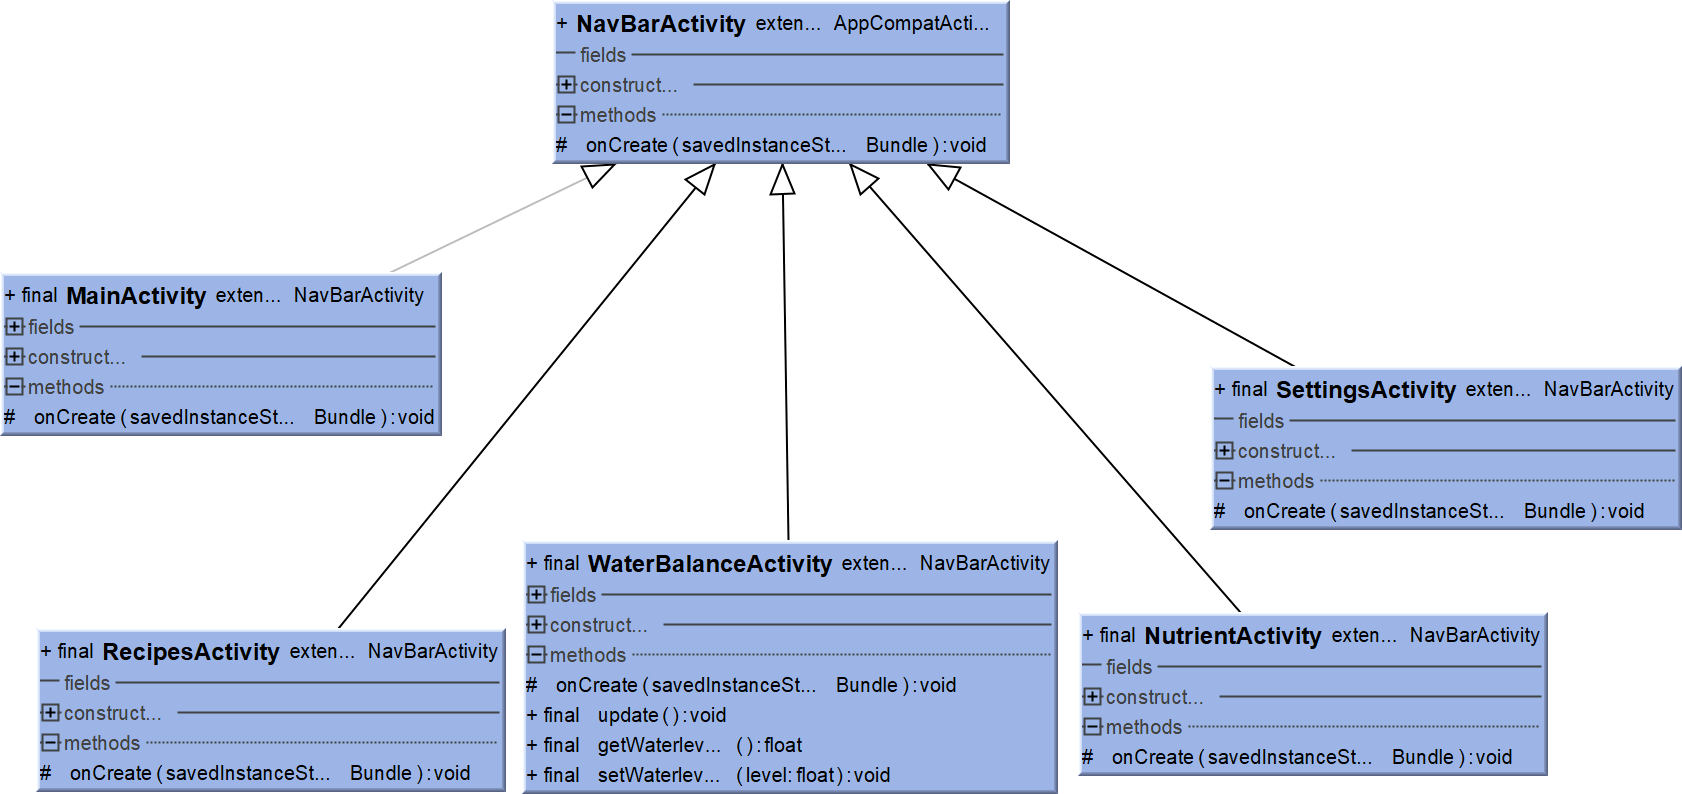 + NavBarActivity exten... AppCompatActi...
fields
construct...
methods
# onCreate(savedInstanceSt... Bundle):void
+ final MainActivity exten... NavBarActivity
fields
construct...
methods
# onCreate(savedInstanceSt... Bundle):void
+ final SettingsActivity exten... NavBarActivity
fields
construct...
methods
# onCreate(savedInstanceSt... Bundle):void
+ final RecipesActivity exten... NavBarActivity
fields
construct...
methods
# onCreate(savedInstanceSt... Bundle):void
+ final WaterBalanceActivity exten... NavBarActivity
fields
construct...
methods
# onCreate(savedInstanceSt... Bundle):void
+ final update():void
+ final getWaterlev... ():float
+ final setWaterlev... (level:float):void
+ final NutrientActivity exten... NavBarActivity
fields
construct...
methods
# onCreate(savedInstanceSt... Bundle):void